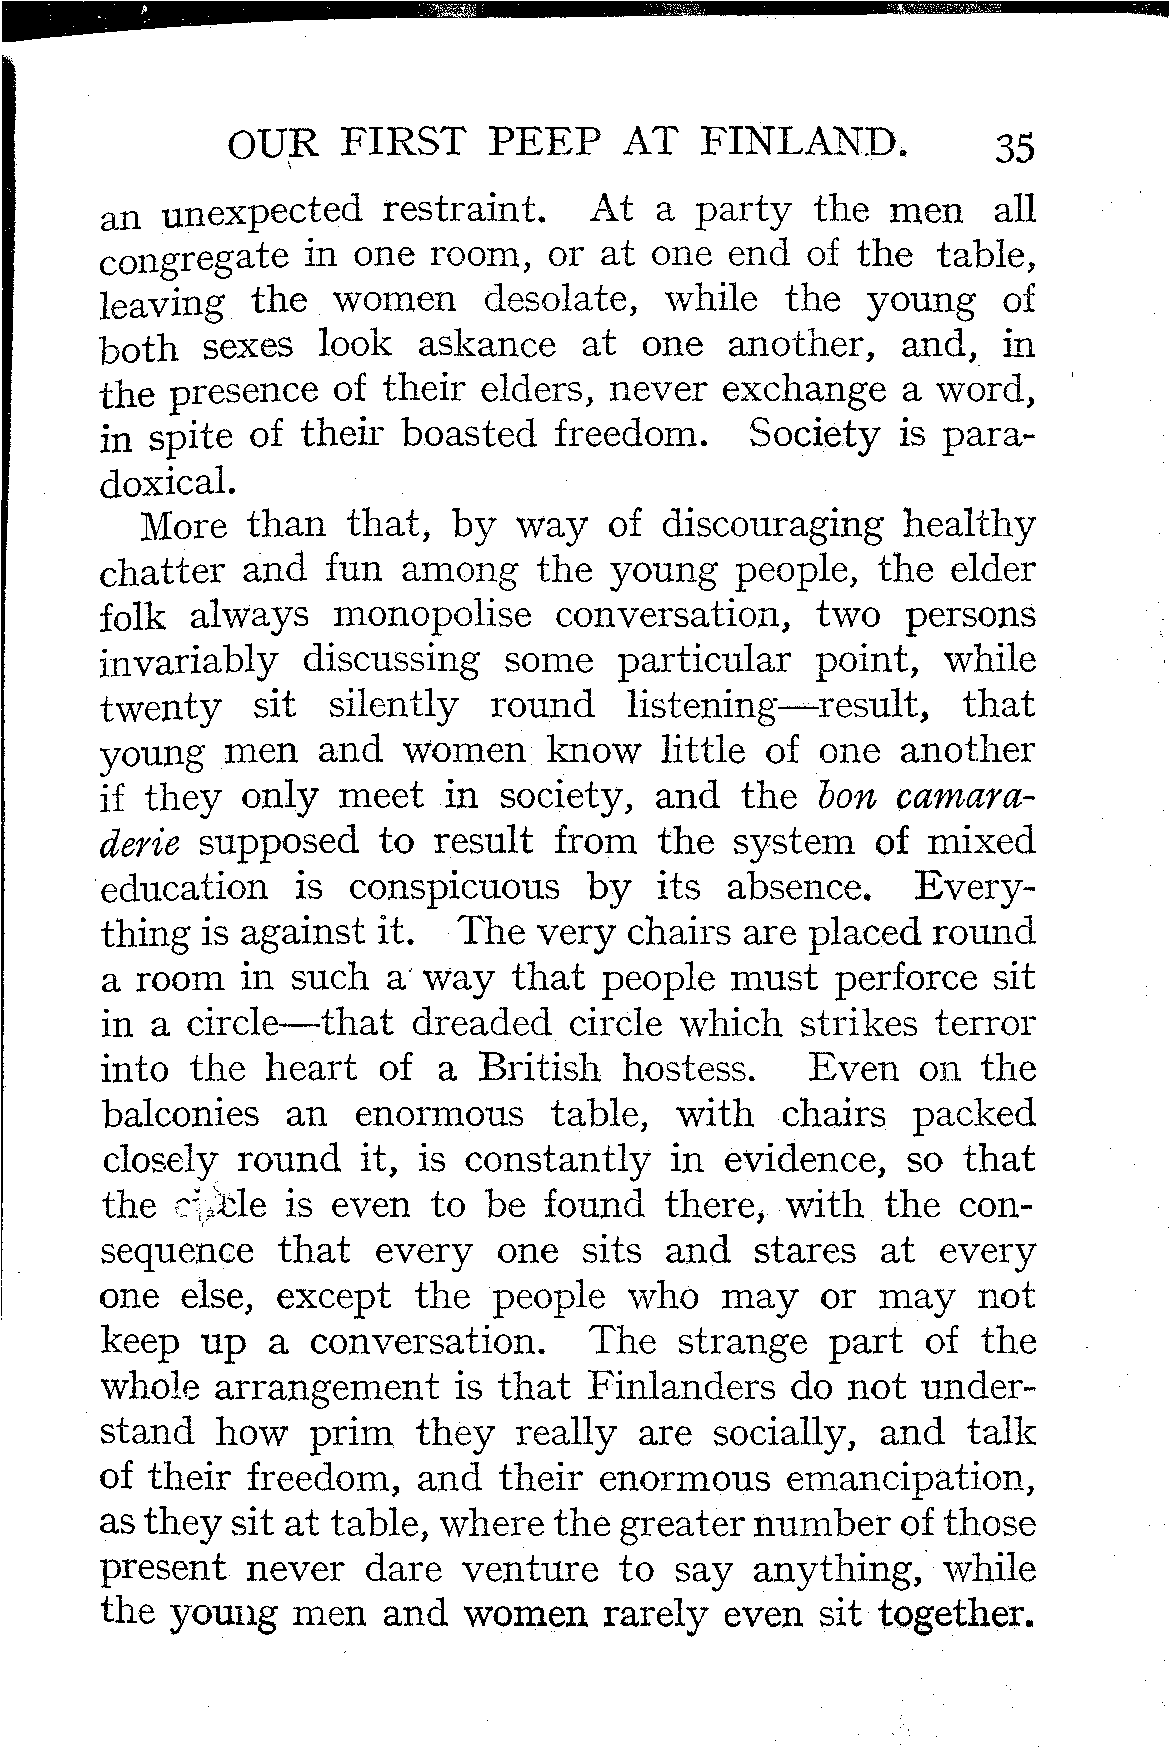 OUR FIRST PEEP AT FINLAND. 35
an unexpected restraint. At a party the men all
congregate in one room, or at one end of the table,
leaving the women desolate, while the young of
both sexes look askance at one another, and, in
the presence of their elders, never exchange a word,
in spite of their boasted freedom. Society is para-
doxical.
More than that, by way of discouraging healthy
chatter and fun among the young people, the elder
folk always monopolise conversation, two persons
invariably discussing some particular point, while
twenty sit silently round listening—result, that
young men and women know little of one another
if they only meet in society, and the bon camara-
derie supposed to result from the system of mixed
education is conspicuous by its absence. Every-
thing is against it. The very chairs are placed round
a room in such a way that people must perforce sit
in a circle—that dreaded circle which strikes terror
into the heart of a British hostess. Even on the
balconies an enormous table, with chairs packed
closely round it, is constantly in evidence, so that
the is even to be found there, with the con-
sequence that every one sits and stares at every
one else, except the people who may or may not
keep up a conversation. The strange part of the
whole arrangement is that Finlanders do not under-
stand how prim they really are socially, and talk
of their freedom, and their enormous emancipation,
as they sit at table, where the greater number of those
present never dare venture to say anything, while
the young men and women rarely even sit together.